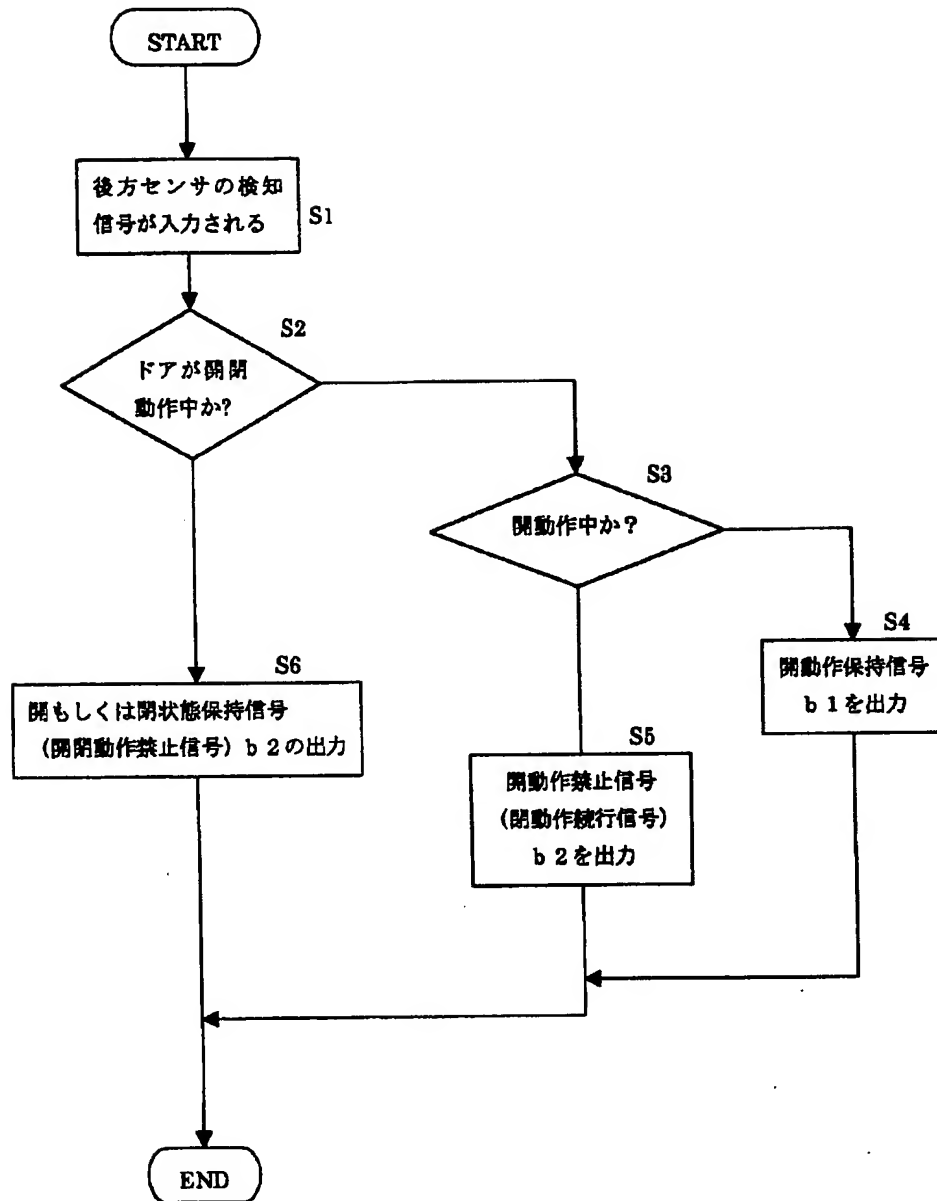 START
後方センサの検知
信号が入力される
S1
S2
ドアが開閉
動作中か?
S3
開動作中か？
S4
開動作保持信号
b1を出力
S6
開もしくは閉状態保持信号
(開閉動作禁止信号) b2の出力
S5
開動作禁止信号
(閉動作続行信号)
b2を出力
END